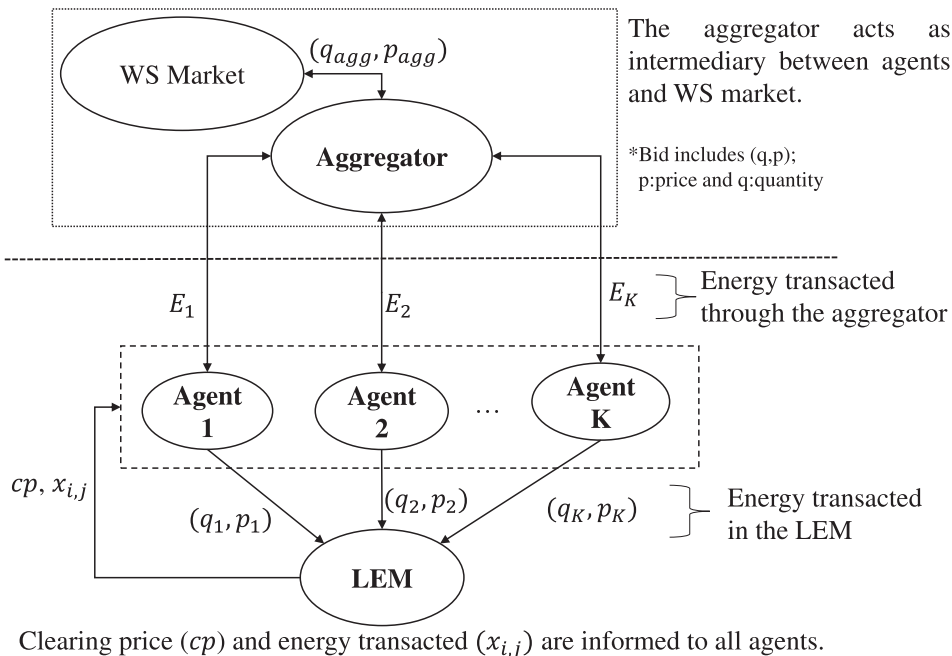 (q_agg, p_agg)
WS Market
The aggregator acts as
intermediary between agents
and WS market.
Aggregator
*Bid includes (q,p);
p:price and q:quantity
E_1
E_2
E_K
Energy transacted
through the aggregator
Agent
1
Agent
2
...
Agent
K
cp, x_{i,j}
(q_1, p_1)
(q_2, p_2)
(q_K, p_K)
Energy transacted
in the LEM
LEM
Clearing price (cp) and energy transacted (x_{i,j}) are informed to all agents.